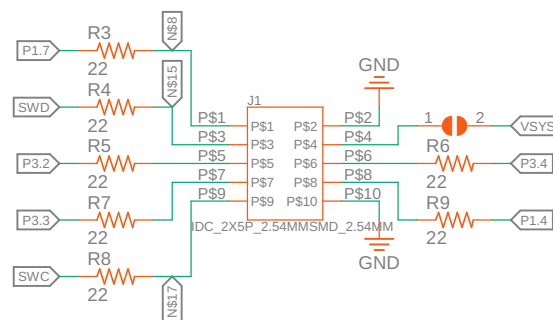 R3
N$8
P1.7
22
GND
R4
N$15
J1
SWD
22
P$1
P$1
P$2
P$2
1
2
VSYS
P$3
P$3
P$4
P$4
R5
P$5
P$5
P$6
P$6
R6
P3.2
22
P3.4
22
R7
P$7
P$7
P$8
P$8
R9
P$9
P$9
P$10
P$10
P3.3
22
IDC_2X5P_2.54MMSMD_2.54MM
P1.4
22
R8
GND
SWC
22
N$17